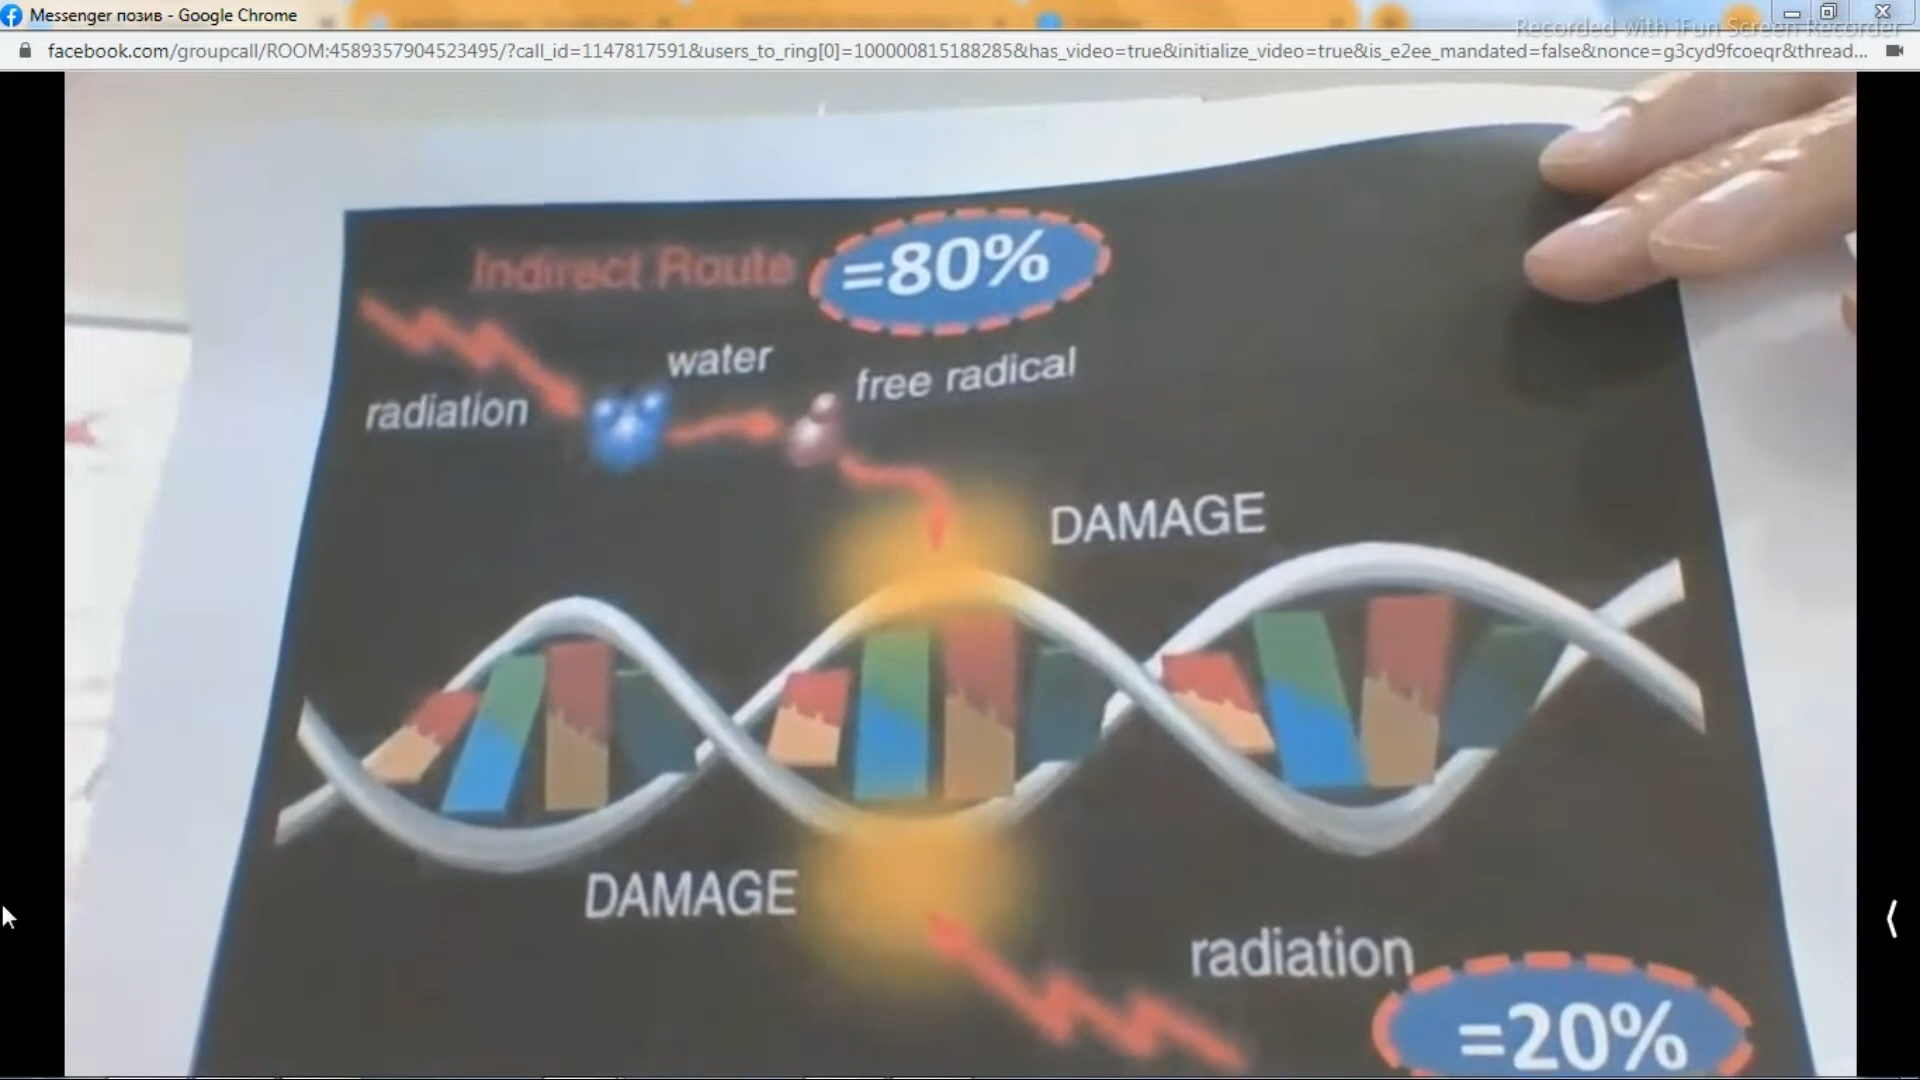 Messenger позив - Google Chrome
Recorded with iFun Screen Recorder
facebook.com/groupcall/ROOM:4589357904523495/?call_id=1147817591&users_to_ring[0]=100000815188285&has_video=true&initialize_video=true&is_e2ee_mandated=false&nonce=g3cyd9fcoeqr&thread...
Indirect Route =80%
water
free radical
radiation
DAMAGE
DAMAGE
radiation
=20%